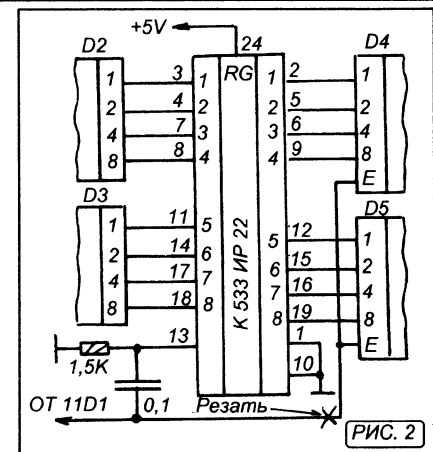 +5V
24
D2
D4
RG
1 3 1 1 2 1
2 4 2 2 5 2
4 7 3 3 6 4
8 8 4 4 9 8
E
D3
D5
К 533 ИР 22
1 11 5 5 12 1
2 14 6 6 15 2
4 17 7 7 16 4
8 18 8 8 19 8
13
1
E
1,5К
10
ОТ 11D1
0,1
Резать
РИС. 2